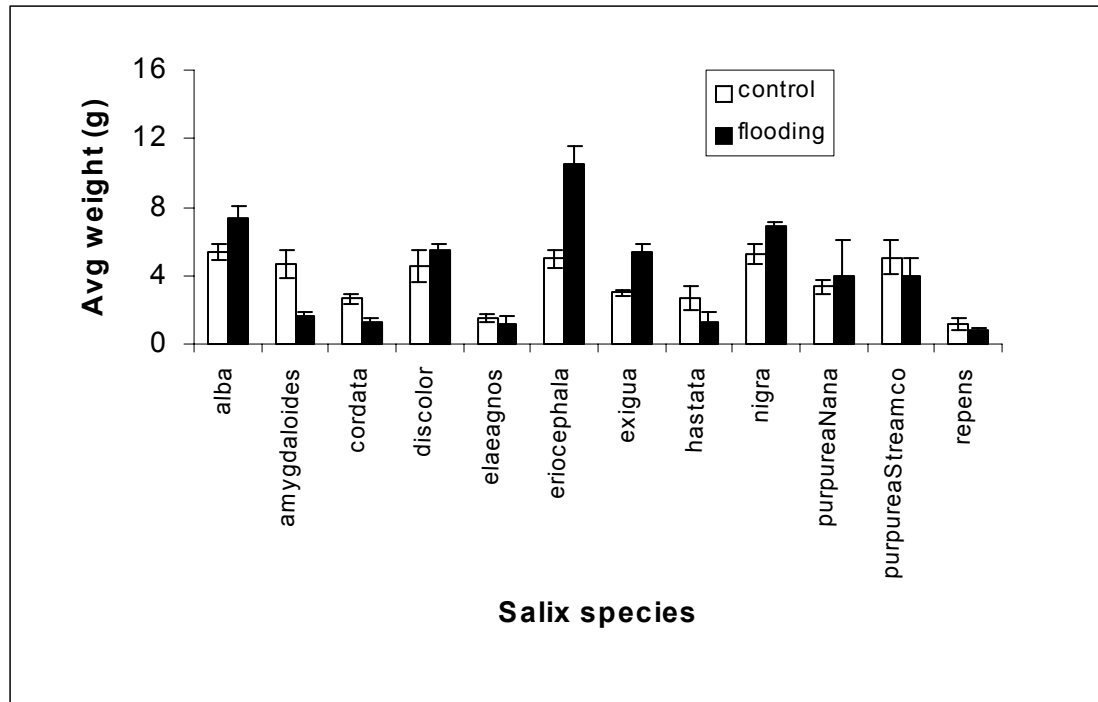 Avg weight (g)
16
12
8
4
0
control
flooding
alba
amygdaloides
cordata
discolor
elaeagnos
eriocephala
exigua
hastata
nigra
purpureaNana
purpureaStreamco
repens
Salix species